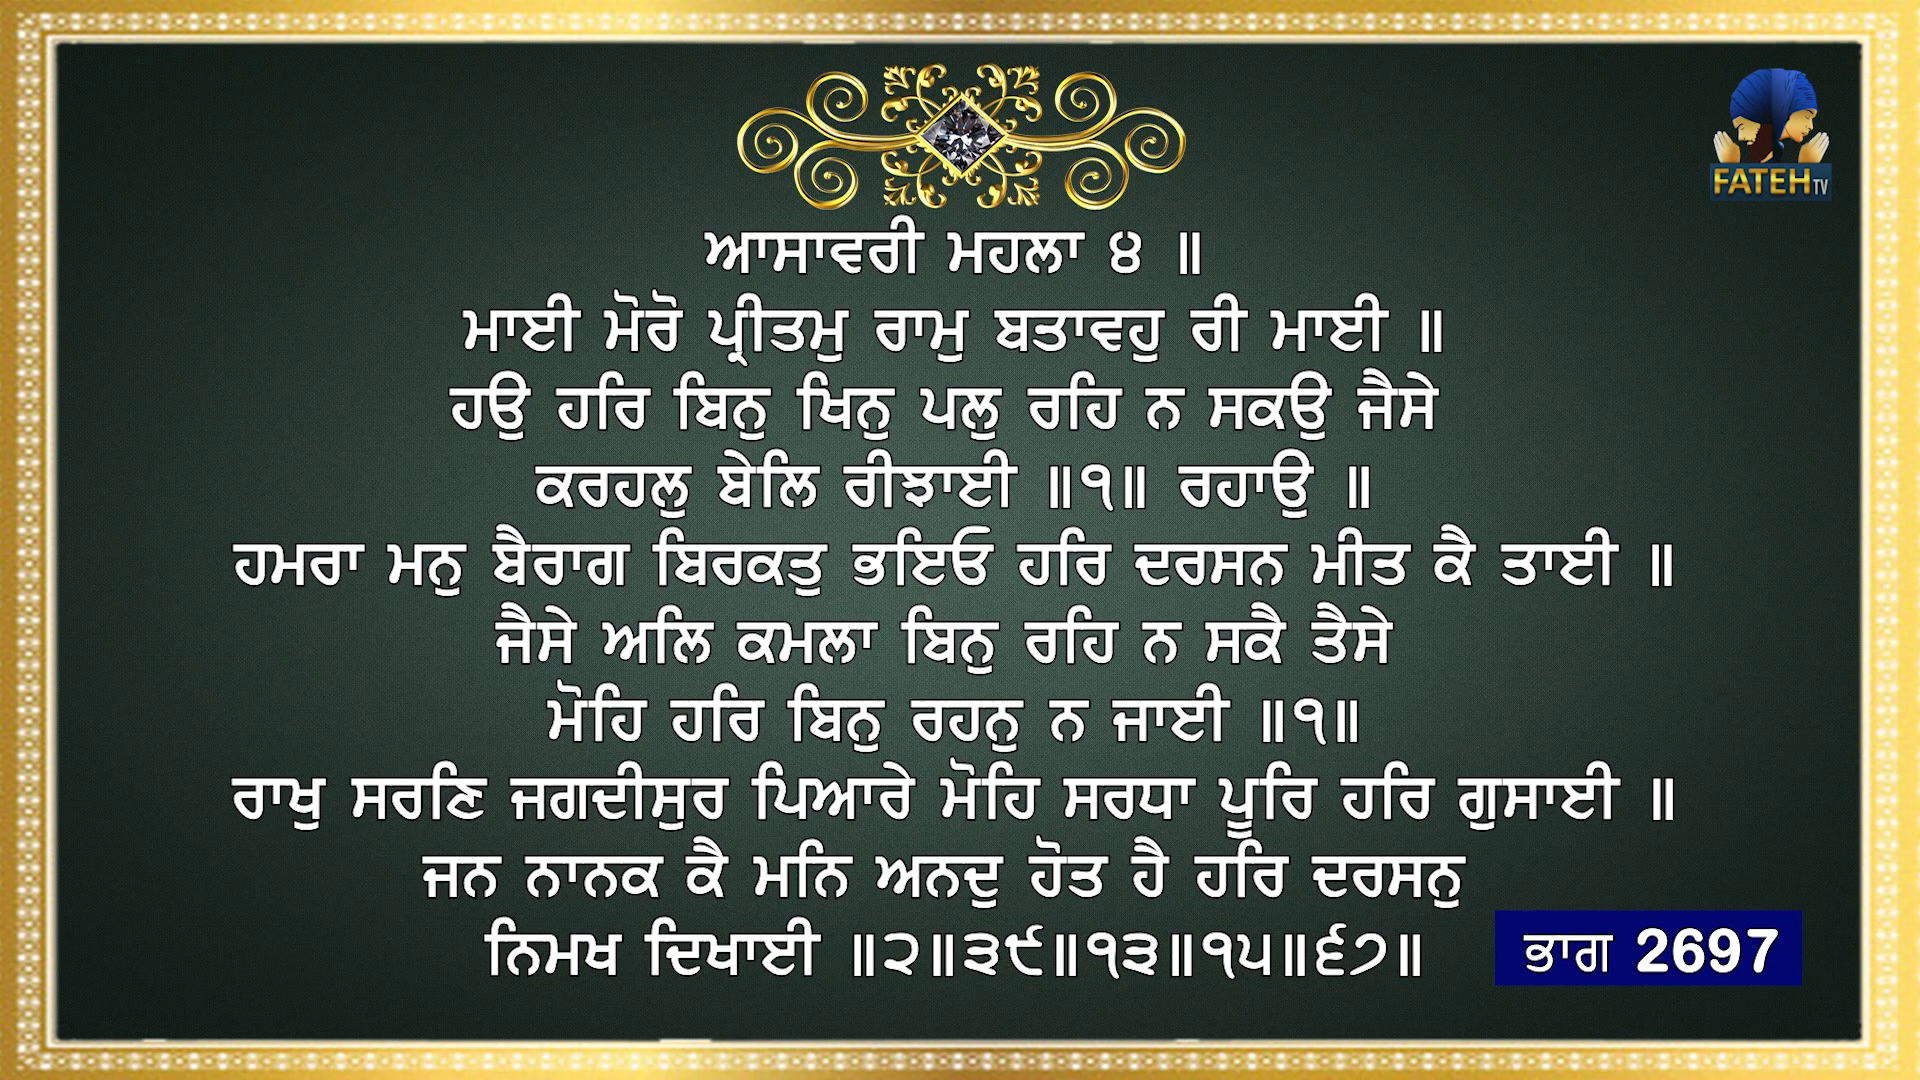 FATEH TV
ਆਸਾਵਰੀ ਮਹਲਾ ੪ ॥
ਮਾਈ ਮੋਰੋ ਪ੍ਰੀਤਮੁ ਰਾਮੁ ਬਤਾਵਹੁ ਰੀ ਮਾਈ ॥
ਹਉ ਹਰਿ ਬਿਨੁ ਖਿਨੁ ਪਲੁ ਰਹਿ ਨ ਸਕਉ ਜੈਸੇ
ਕਰਹਲੁ ਬੇਲਿ ਰੀਝਾਈ ॥੧॥ ਰਹਾਉ ॥
ਹਮਰਾ ਮਨੁ ਬੈਰਾਗ ਬਿਰਕਤੁ ਭਇਓ ਹਰਿ ਦਰਸਨ ਮੀਤ ਕੈ ਤਾਈ ॥
ਜੈਸੇ ਅਲਿ ਕਮਲਾ ਬਿਨੁ ਰਹਿ ਨ ਸਕੈ ਤੈਸੇ
ਮੋਹਿ ਹਰਿ ਬਿਨੁ ਰਹਨੁ ਨ ਜਾਈ ॥੧॥
ਰਾਖੁ ਸਰਣਿ ਜਗਦੀਸੁਰ ਪਿਆਰੇ ਮੋਹਿ ਸਰਧਾ ਪੂਰਿ ਹਰਿ ਗੁਸਾਈ ॥
ਜਨ ਨਾਨਕ ਕੈ ਮਨਿ ਅਨਦੁ ਹੋਤ ਹੈ ਹਰਿ ਦਰਸਨੁ
ਨਿਮਖ ਦਿਖਾਈ ॥੨॥੩੯॥੧੩॥੧੫॥੬੭॥
ਭਾਗ 2697